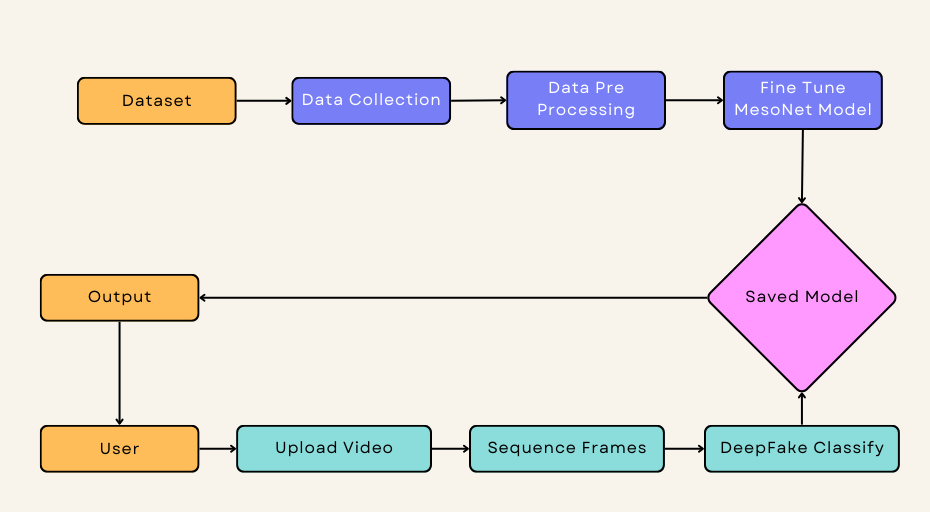 Dataset
Data Collection
Data Pre
Processing
Fine Tune
MesoNet Model
Output
Saved Model
User
Upload Video
Sequence Frames
DeepFake Classify